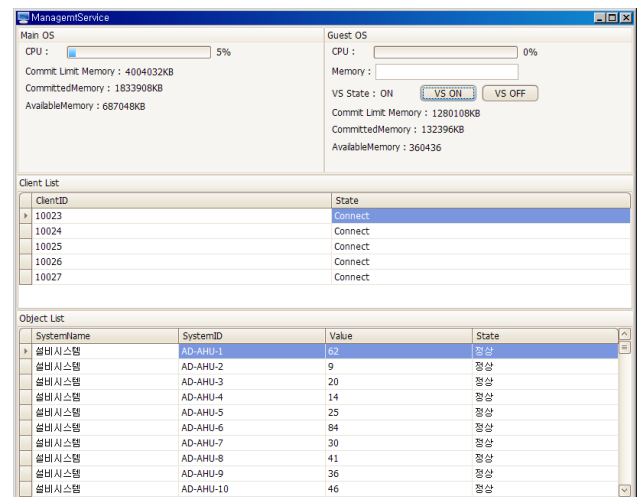 ManagemtService
Main OS
CPU : 5%
Commit Limit Memory : 4004032KB
CommittedMemory : 1833908KB
AvailableMemory : 687048KB
Guest OS
CPU : 0%
Memory :
VS State : ON VS ON VS OFF
Commit Limit Memory : 1280108KB
CommittedMemory : 132396KB
AvailableMemory : 360436
Client List
ClientID State
10023 Connect
10024 Connect
10025 Connect
10026 Connect
10027 Connect
Object List
SystemName SystemID Value State
설비시스템 AD-AHU-1 62 정상
설비시스템 AD-AHU-2 9 정상
설비시스템 AD-AHU-3 20 정상
설비시스템 AD-AHU-4 14 정상
설비시스템 AD-AHU-5 25 정상
설비시스템 AD-AHU-6 84 정상
설비시스템 AD-AHU-7 30 정상
설비시스템 AD-AHU-8 41 정상
설비시스템 AD-AHU-9 36 정상
설비시스템 AD-AHU-10 46 정상